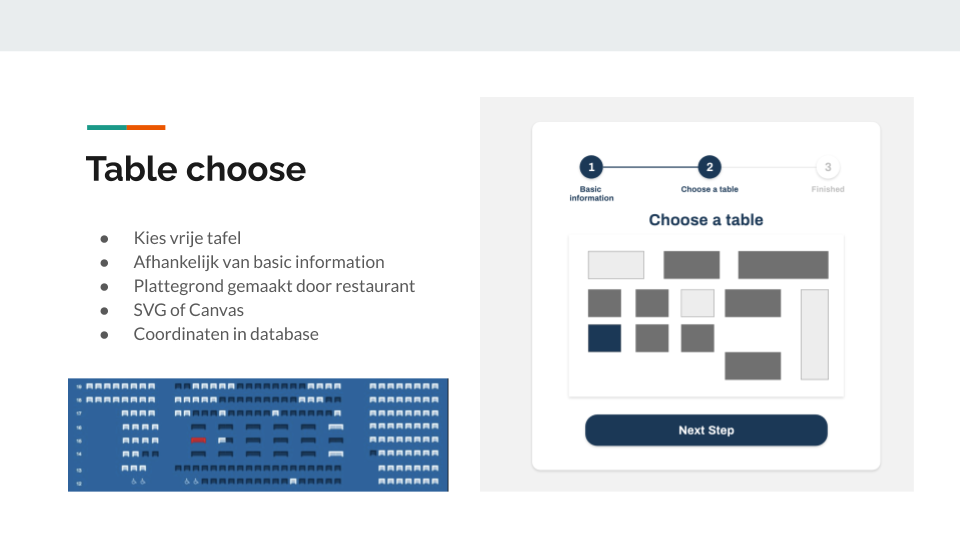 Table choose
● Kies vrije tafel
● Afhankelijk van basic information
● Plattegrond gemaakt door restaurant
● SVG of Canvas
● Coordinaten in database
1
2
3
Basic
information
Choose a table
Finished
Choose a table
Next Step